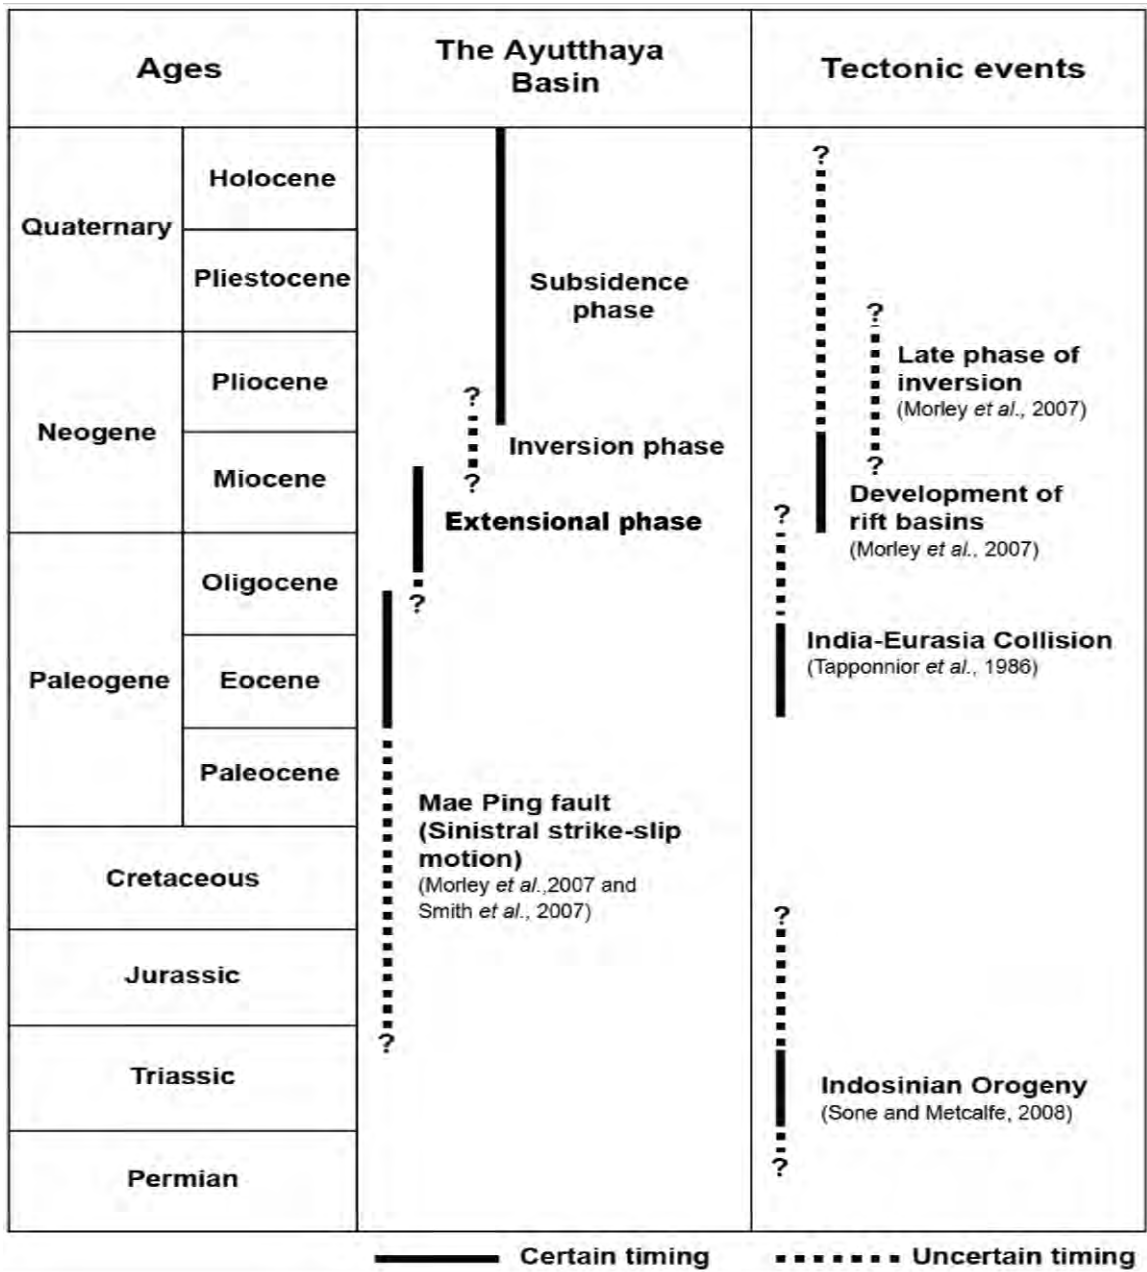 Ages
The Ayutthaya
Basin
Tectonic events
Quaternary
Holocene
Pliestocene
Neogene
Pliocene
Miocene
Paleogene
Oligocene
Eocene
Paleocene
Cretaceous
Jurassic
Triassic
Permian
Subsidence
phase
?
Inversion phase
?
Extensional phase
?
Mae Ping fault
(Sinistral strike-slip
motion)
(Morley et al.,2007 and
Smith et al., 2007)
?
?
?
Late phase of
inversion
(Morley et al., 2007)
?
Development of
rift basins
(Morley et al., 2007)
?
India-Eurasia Collision
(Tapponnior et al., 1986)
?
Indosinian Orogeny
(Sone and Metcalfe, 2008)
?
Certain timing
Uncertain timing